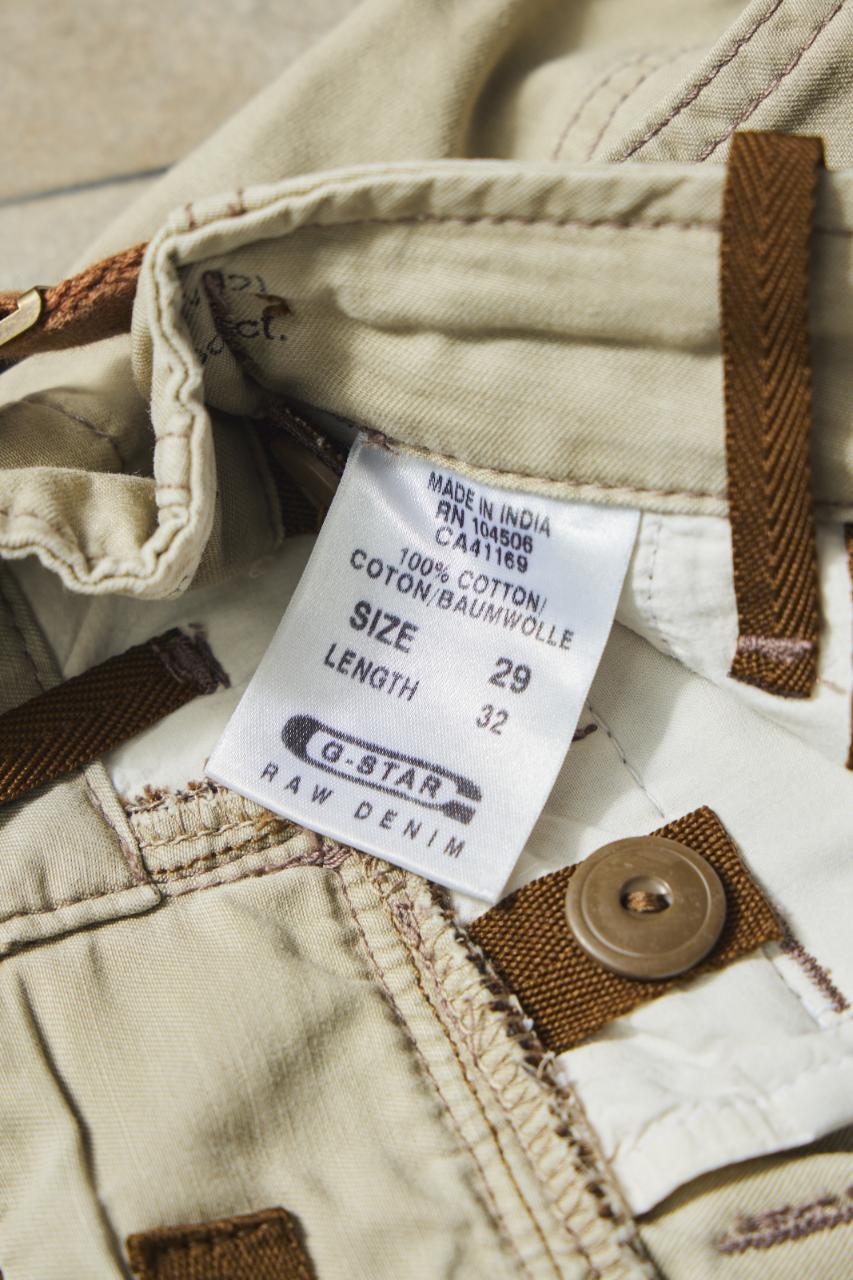 MADE IN INDIA
RN 104506
CA41169
100% COTTON/
COTON/BAUMWOLLE
SIZE 29
LENGTH 32
G-STAR
RAW DENIM